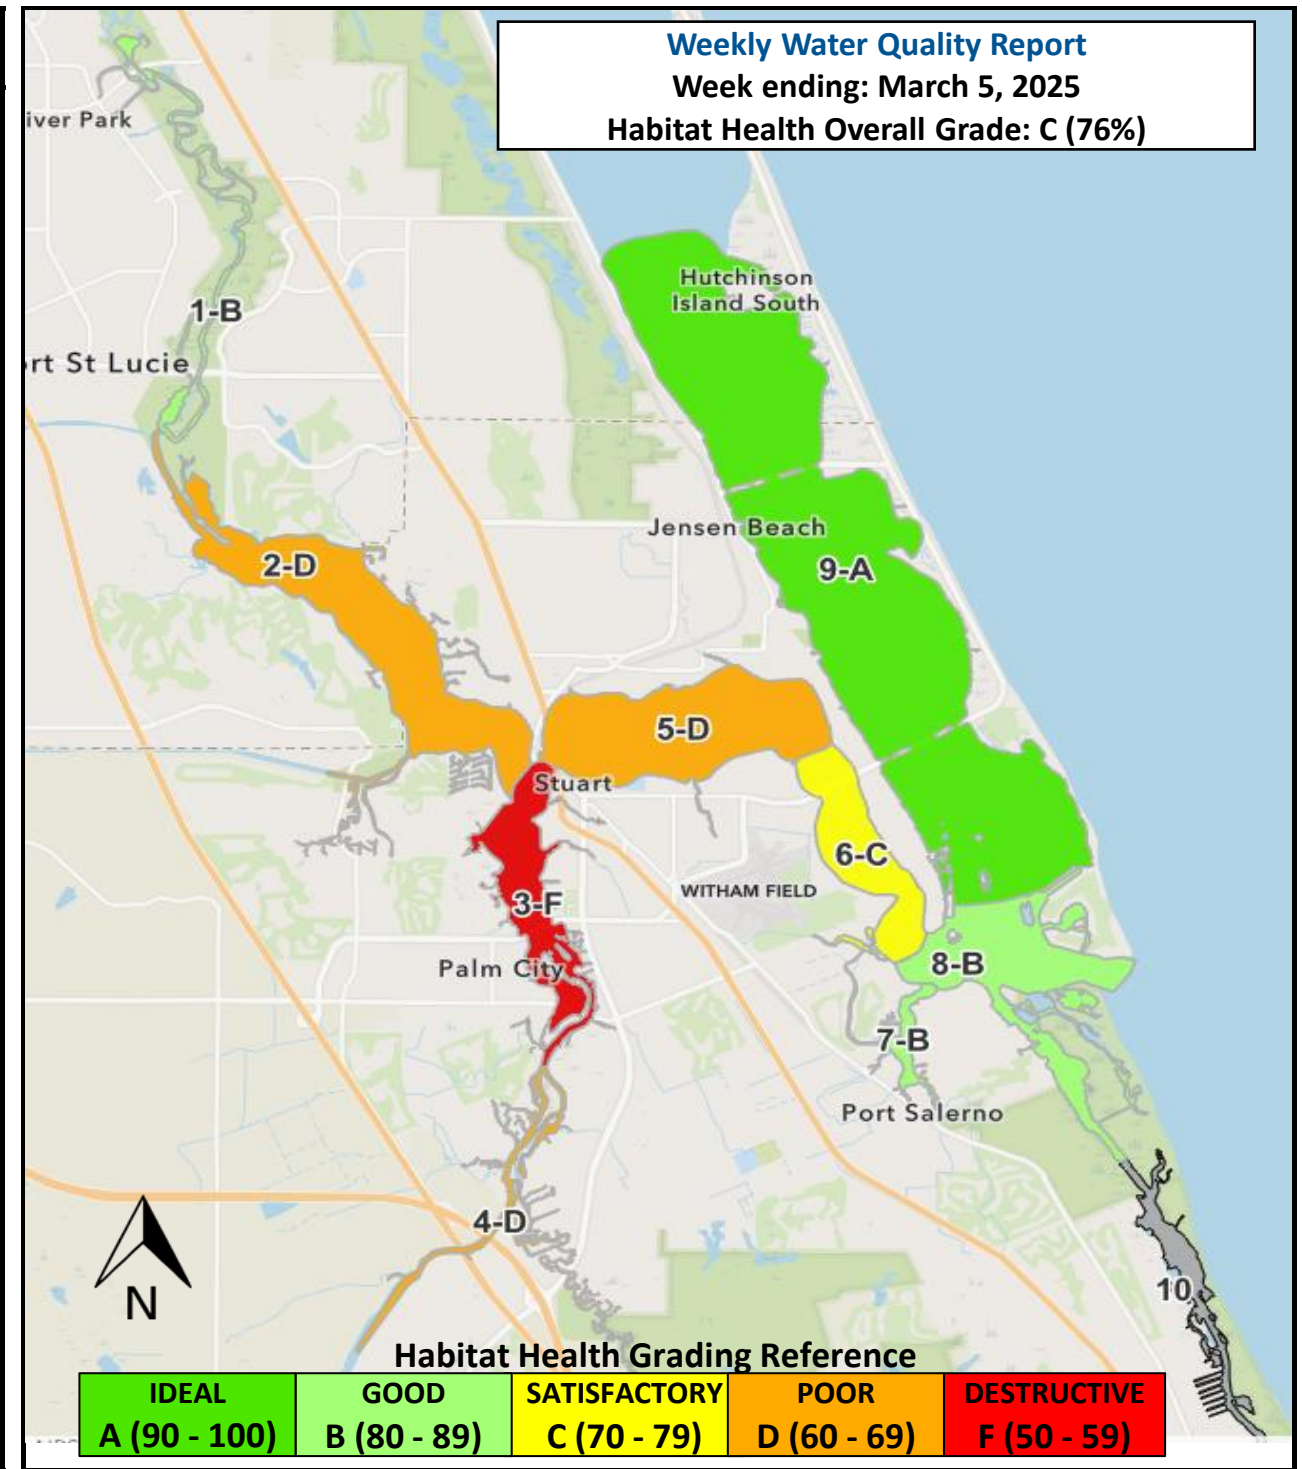 Weekly Water Quality Report
Week ending: March 5, 2025
Habitat Health Overall Grade: C (76%)
iver Park
Hutchinson
Island South
1-B
rt St Lucie
Jensen Beach
2-D
9-A
5-D
Stuart
6-C
WITHAM FIELD
3-F
Palm City
8-B
7-B
Port Salerno
4-D
10
N
Habitat Health Grading Reference
IDEAL
A (90 - 100)
GOOD
B (80 - 89)
SATISFACTORY
C (70 - 79)
POOR
D (60 - 69)
DESTRUCTIVE
F (50 - 59)